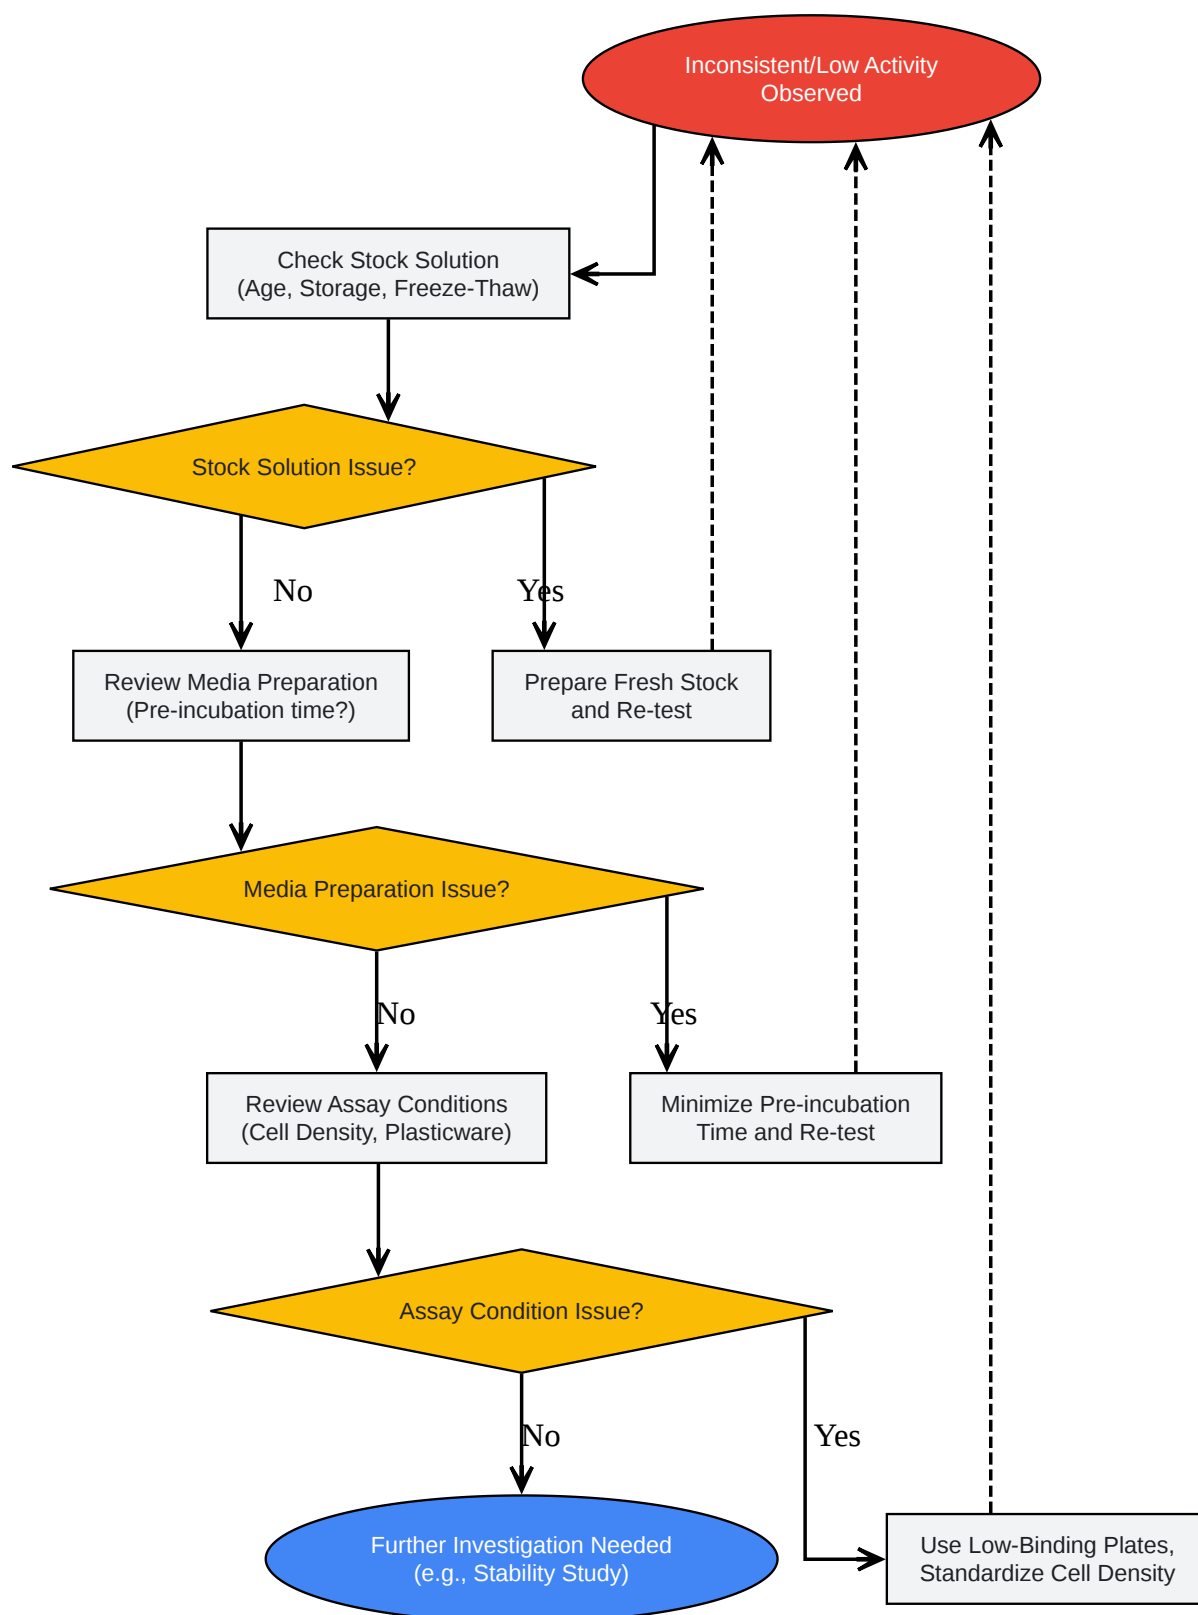 Inconsistent/Low Activity
Observed
Check Stock Solution
(Age, Storage, Freeze-Thaw)
Stock Solution Issue?
No
Yes
Review Media Preparation
(Pre-incubation time?)
Prepare Fresh Stock
and Re-test
Media Preparation Issue?
No
Yes
Review Assay Conditions
(Cell Density, Plasticware)
Minimize Pre-incubation
Time and Re-test
Assay Condition Issue?
No
Yes
Further Investigation Needed
(e.g., Stability Study)
Use Low-Binding Plates,
Standardize Cell Density